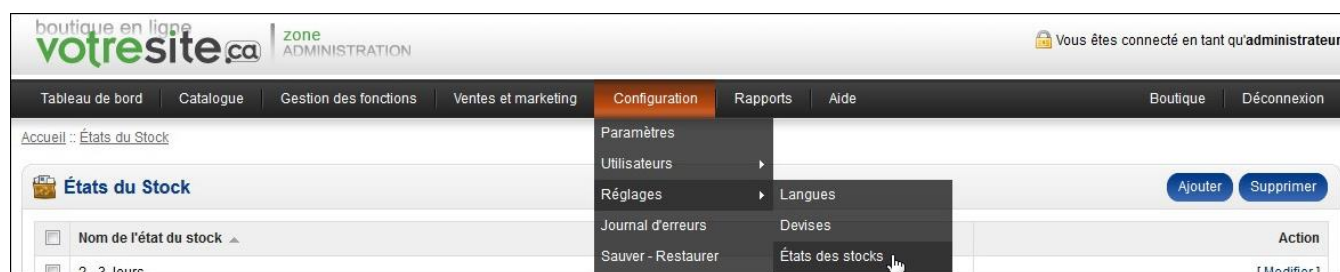 boutique en ligne
votresite.ca
zone
ADMINISTRATION
Vous êtes connecté en tant qu'administrateur
Tableau de bord Catalogue Gestion des fonctions Ventes et marketing Configuration Rapports Aide Boutique Déconnexion
Accueil :: États du Stock
Paramètres
Utilisateurs
États du Stock
Ajouter Supprimer
Réglages Langues
Journal d'erreurs Devises
Nom de l'état du stock Action
Sauver - Restaurer États des stocks
2 - 3 Jours [ Modifier ]